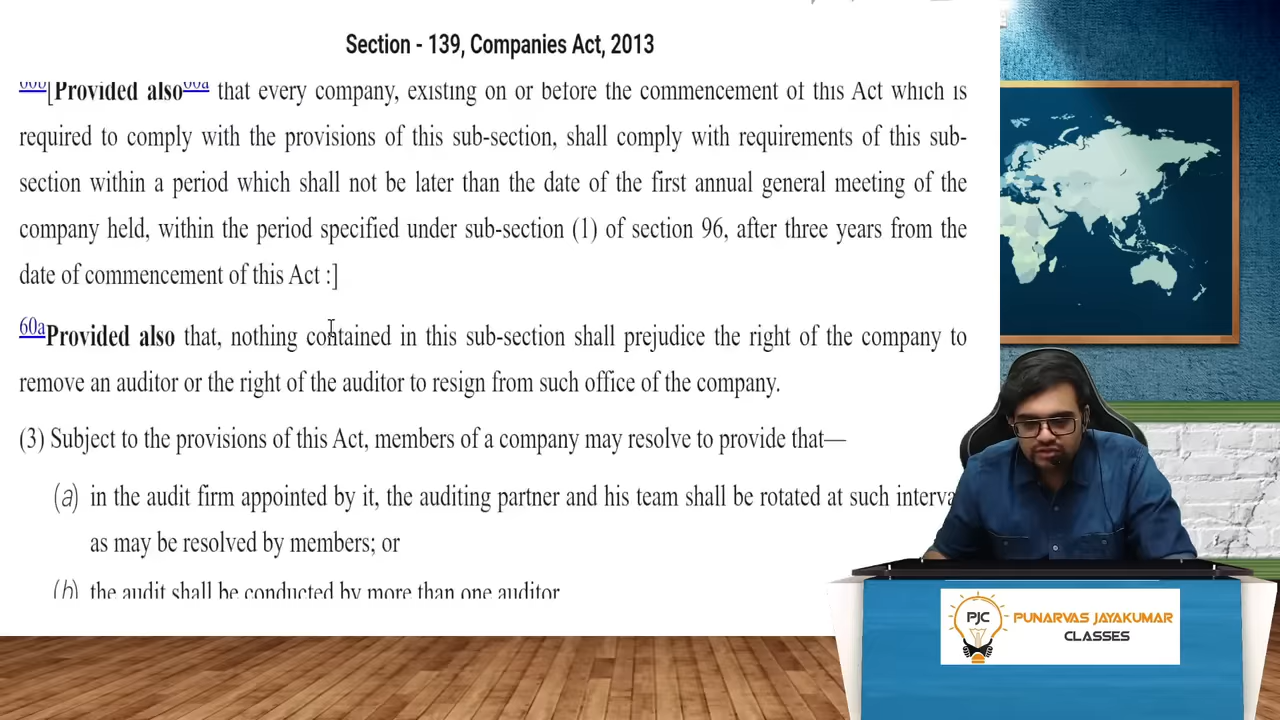 Section - 139, Companies Act, 2013
[Provided also that every company, existing on or before the commencement of this Act which is
required to comply with the provisions of this sub-section, shall comply with requirements of this sub-
section within a period which shall not be later than the date of the first annual general meeting of the
company held, within the period specified under sub-section (1) of section 96, after three years from the
date of commencement of this Act :]
60aProvided also that, nothing contained in this sub-section shall prejudice the right of the company to
remove an auditor or the right of the auditor to resign from such office of the company.
(3) Subject to the provisions of this Act, members of a company may resolve to provide that—
(a) in the audit firm appointed by it, the auditing partner and his team shall be rotated at such
as may be resolved by members; or
(b) the audit shall be conducted by more than one auditor
PJC PUNARVAS JAYAKUMAR
CLASSES